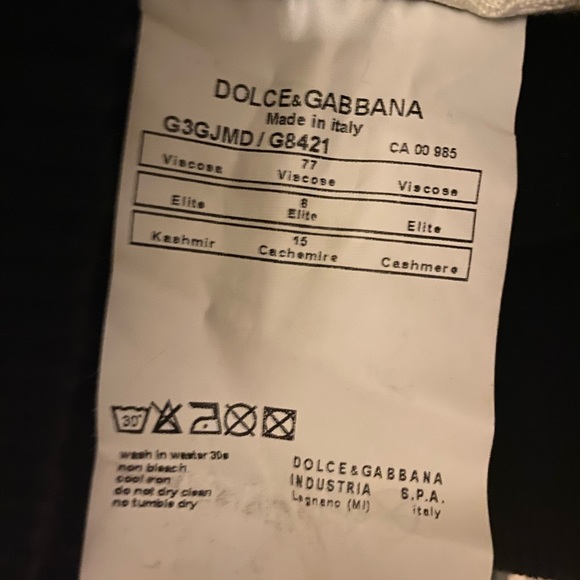 DOLCE&GABBANA
Made in italy
G3GJMD/G8421 CA 00 985
77
Viscose Viscose Viscose
8
Elite Elite Elite
15
Kashmir Cachemire Cashmere
30
wash in water 30s
non bleach
cool iron
do not dry clean
no tumble dry
DOLCE&GABBANA
INDUSTRIA S.P.A.
Legnano (MI) italy